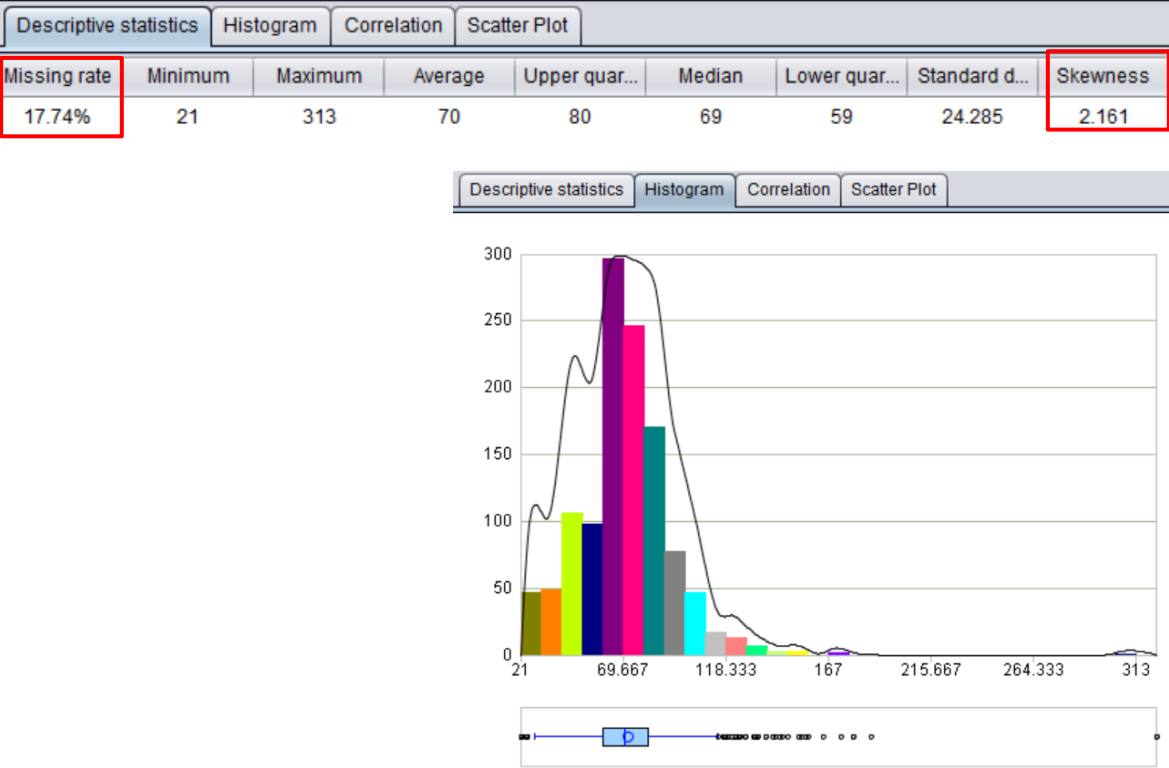 Descriptive statistics Histogram Correlation Scatter Plot
Missing rate Minimum Maximum Average Upper quar... Median Lower quar... Standard d... Skewness
17.74% 21 313 70 80 69 59 24.285 2.161
Descriptive statistics Histogram Correlation Scatter Plot
300
250
200
150
100
50
0
21 69.667 118.333 167 215.667 264.333 313